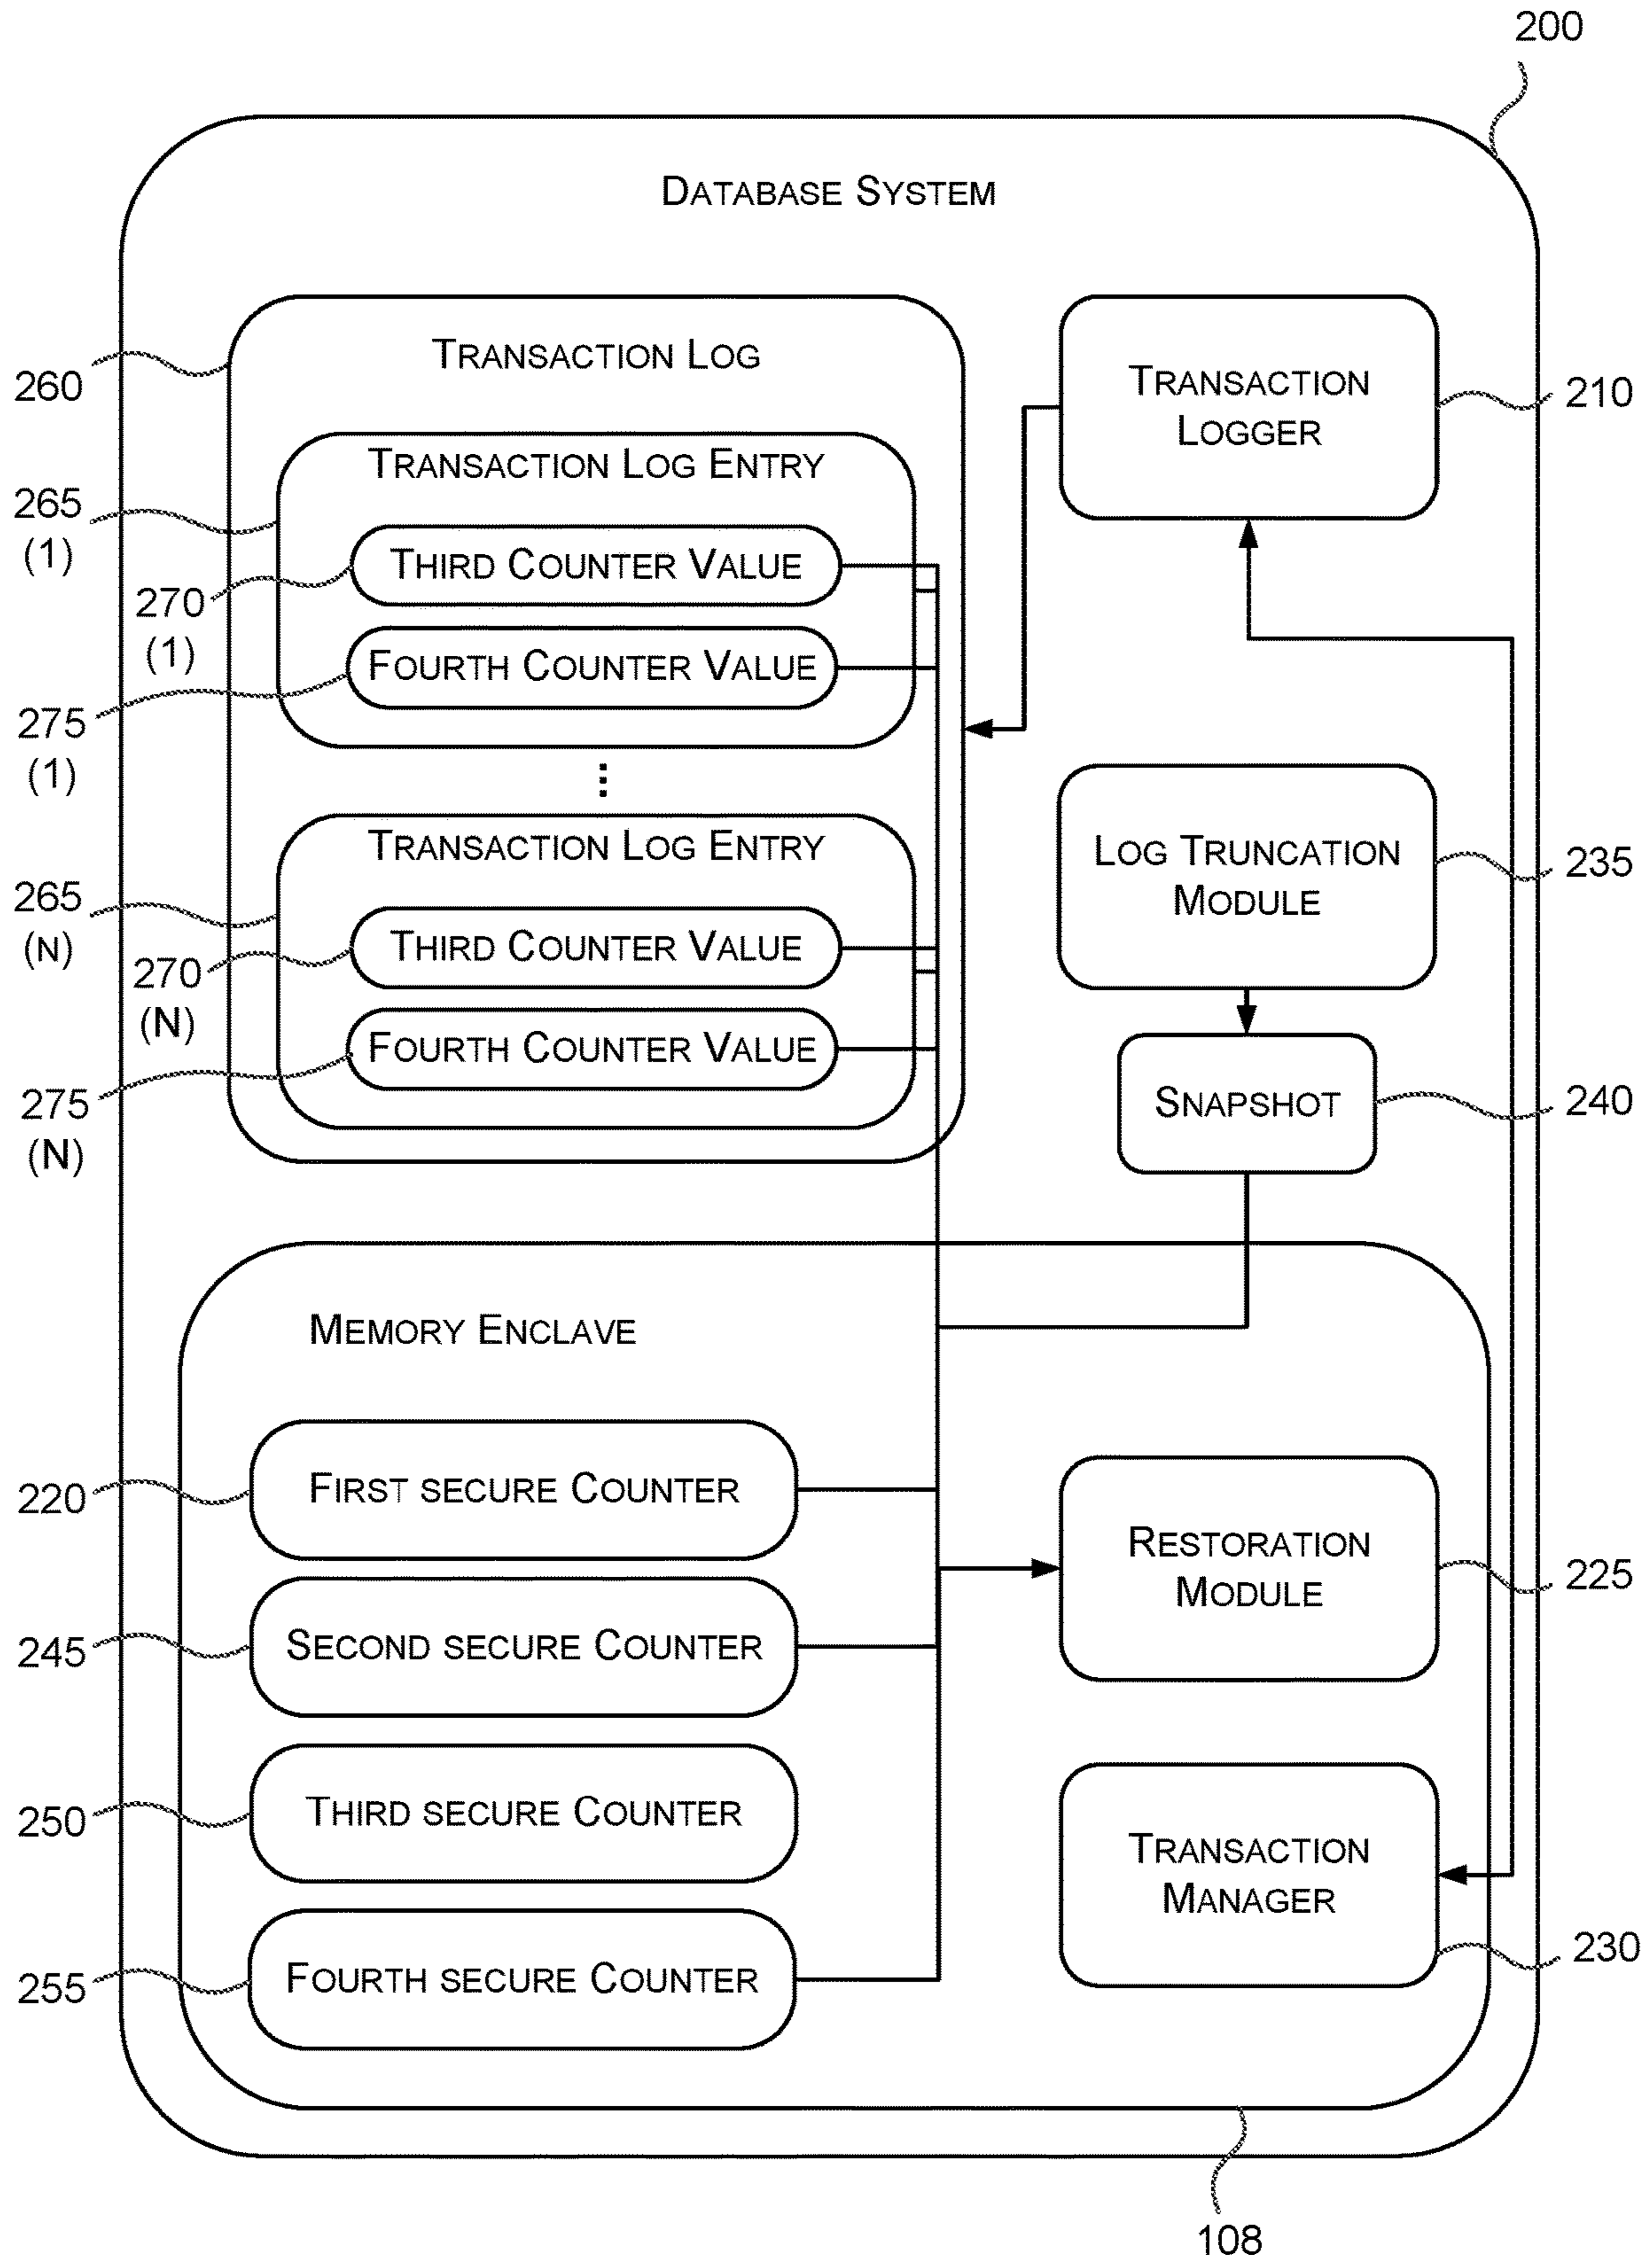 200
DATABASE SYSTEM
TRANSACTION LOG
260
TRANSACTION
LOGGER
210
TRANSACTION LOG ENTRY
265
(1)
THIRD COUNTER VALUE
270
(1)
FOURTH COUNTER VALUE
275
(1)
⋮
TRANSACTION LOG ENTRY
265
(N)
THIRD COUNTER VALUE
270
(N)
FOURTH COUNTER VALUE
275
(N)
LOG TRUNCATION
MODULE
235
SNAPSHOT
240
MEMORY ENCLAVE
FIRST SECURE COUNTER
220
SECOND SECURE COUNTER
245
THIRD SECURE COUNTER
250
FOURTH SECURE COUNTER
255
RESTORATION
MODULE
225
TRANSACTION
MANAGER
230
108